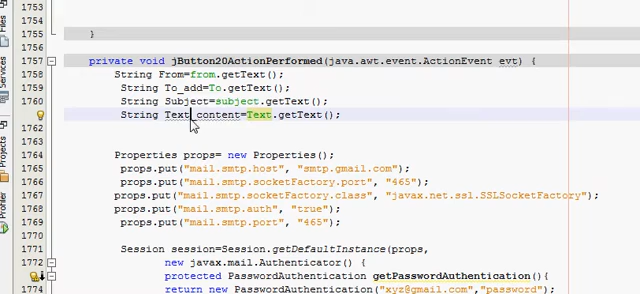 1753
1754
1755 }
1756
1757 private void jButton20ActionPerformed(java.awt.event.ActionEvent evt) {
1758 String From=from.getText();
1759 String To_add=To.getText();
1760 String Subject=subject.getText();
String Text_content=Text.getText();
1762
1763
1764 Properties props= new Properties();
1765 props.put("mail.smtp.host", "smtp.gmail.com");
1766 props.put("mail.smtp.socketFactory.port", "465");
1767 props.put("mail.smtp.socketFactory.class", "javax.net.ssl.SSLSocketFactory");
1768 props.put("mail.smtp.auth", "true");
1769 props.put("mail.smtp.port", "465");
1770
1771 Session session=Session.getDefaultInstance(props,
1772 new javax.mail.Authenticator() {
protected PasswordAuthentication getPasswordAuthentication(){
1774 return new PasswordAuthentication("xyz@gmail.com","password");
Files
Services
Projects
Profiler